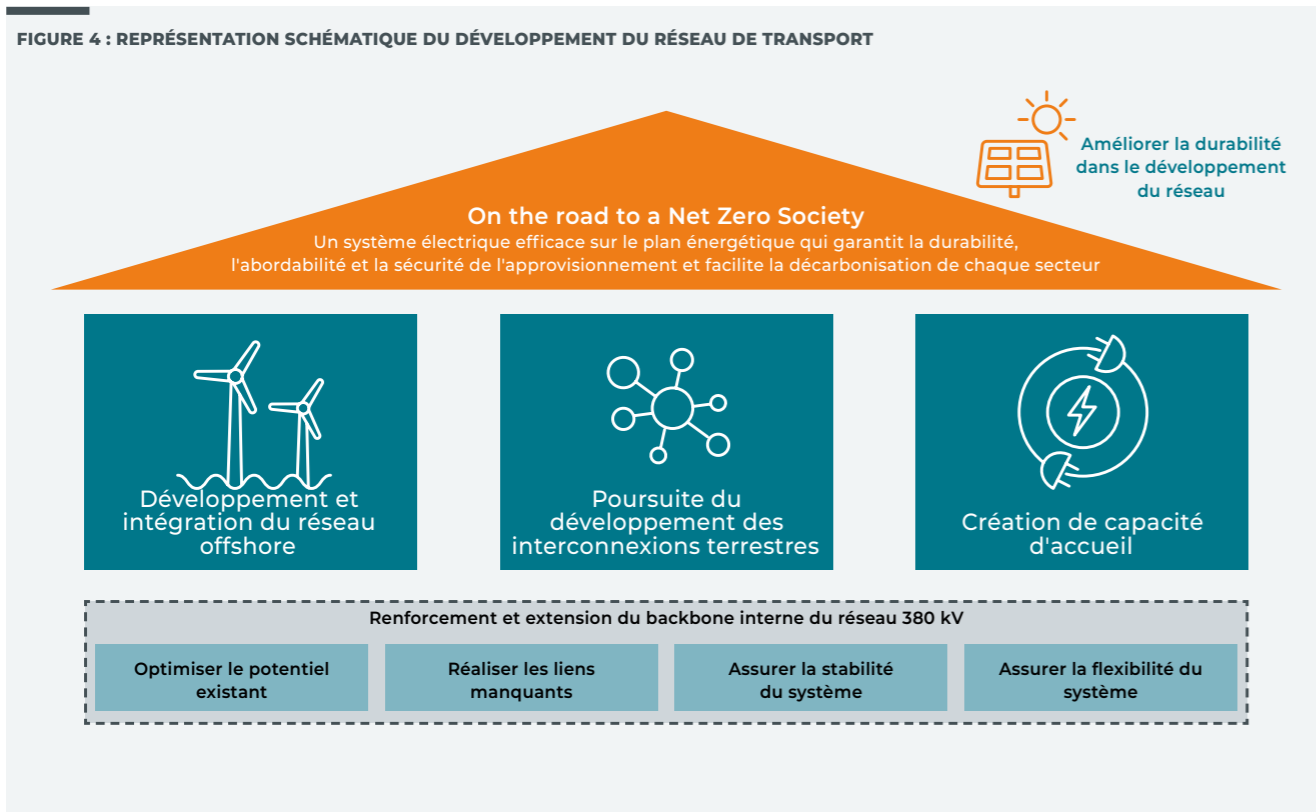 FIGURE 4 : REPRÉSENTATION SCHÉMATIQUE DU DÉVELOPPEMENT DU RÉSEAU DE TRANSPORT
Améliorer la durabilité
dans le développement
du réseau
On the road to a Net Zero Society
Un système électrique efficace sur le plan énergétique qui garantit la durabilité,
l'abordabilité et la sécurité de l'approvisionnement et facilite la décarbonisation de chaque secteur
Développement et
intégration du réseau
offshore
Poursuite du
développement des
interconnexions terrestres
Création de capacité
d'accueil
Renforcement et extension du backbone interne du réseau 380 kV
Optimiser le potentiel
existant
Réaliser les liens
manquants
Assurer la stabilité
du système
Assurer la flexibilité du
système